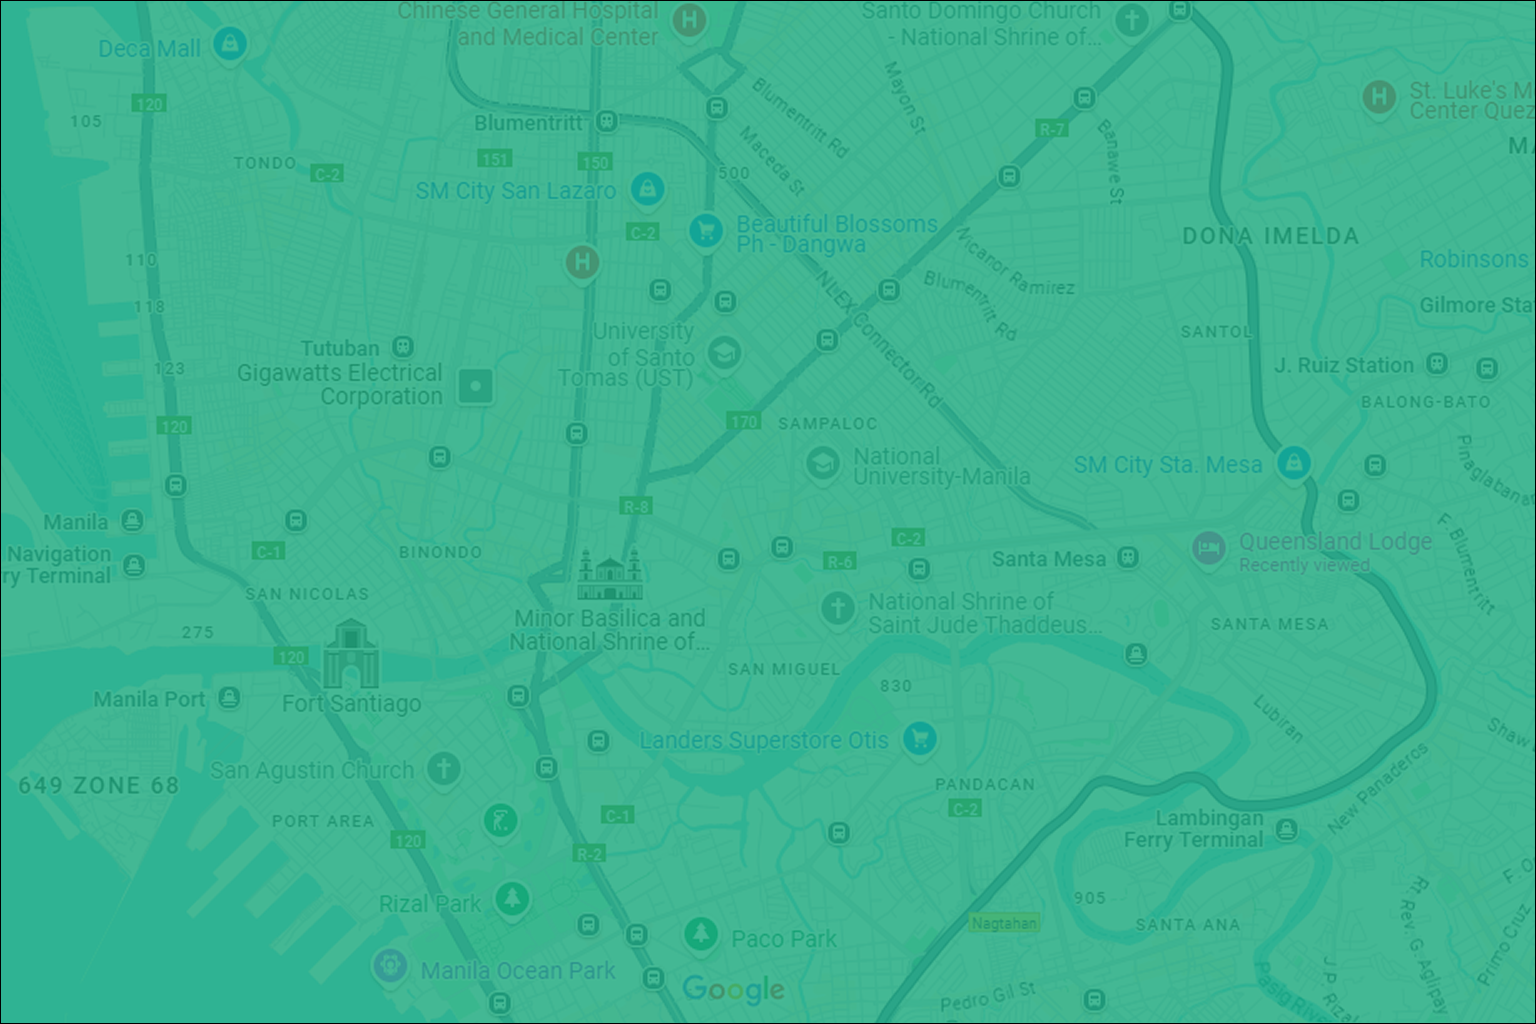 Chinese General Hospital
and Medical Center
Santo Domingo Church
- National Shrine of...
Deca Mall
St. Luke's M
Center Quez
120
105
Blumentritt
Blumentritt Rd
Mayon St
R-7
Banawe St
MA
TONDO
C-2
151
150
Maceda St
500
SM City San Lazaro
C-2
Beautiful Blossoms
Ph - Dangwa
DONA IMELDA
110
Nicanor Ramirez
Robinsons
118
NLEX Connector Rd
Blumentritt Rd
Gilmore Sta
University
of Santo
Tomas (UST)
SANTOL
Tutuban
123
Gigawatts Electrical
Corporation
J. Ruiz Station
BALONG-BATO
120
170
SAMPALOC
National
University-Manila
SM City Sta. Mesa
Pinaglabana
R-8
Manila
Navigation
ry Terminal
C-1
BINONDO
C-2
R-6
Santa Mesa
Queensland Lodge
Recently viewed
F. Blumentritt
SAN NICOLAS
Minor Basilica and
National Shrine of...
National Shrine of
Saint Jude Thaddeus...
275
SANTA MESA
120
SAN MIGUEL
830
Manila Port
Fort Santiago
Lubiran
Shaw
Landers Superstore Otis
San Agustin Church
649 ZONE 68
PANDACAN
New Panaderos
PORT AREA
C-1
C-2
Lambingan
Ferry Terminal
120
R-2
Rizal Park
905
Nagtahan
SANTA ANA
Rt. Rev. G. Aglipay
F. O
Primo Cruz
Paco Park
Manila Ocean Park
Google
Pedro Gil St
Pasig River
J.P. Rizal